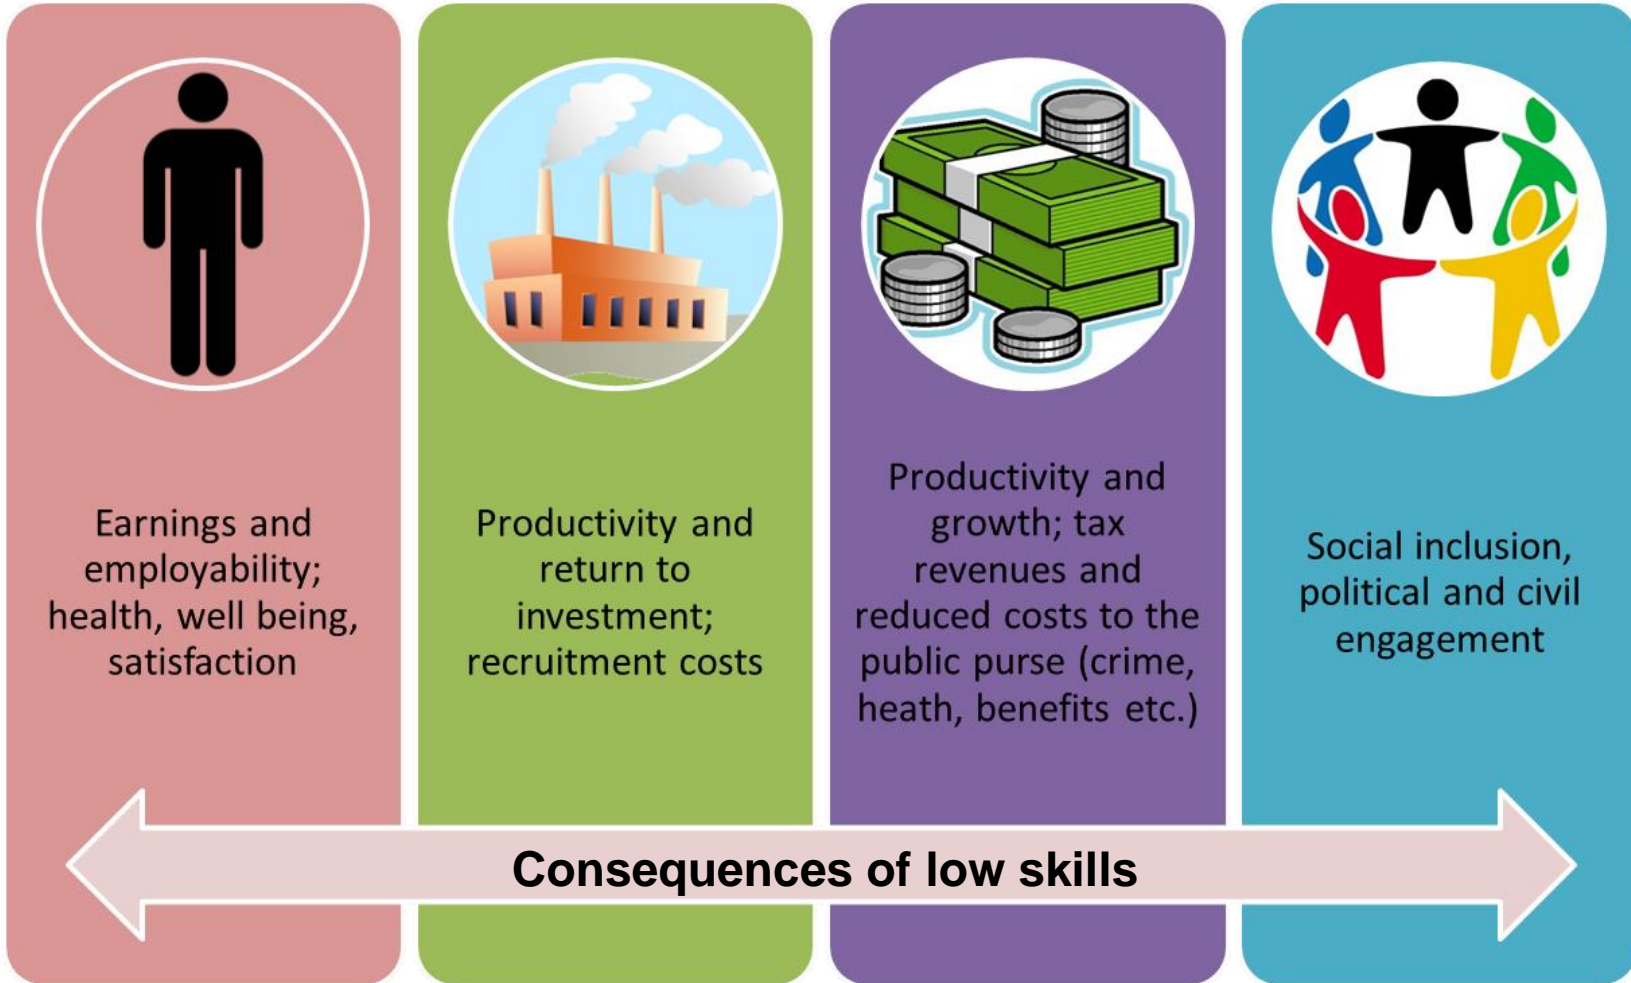 Earnings and
employability;
health, well being,
satisfaction
Productivity and
return to
investment;
recruitment costs
Productivity and
growth; tax
revenues and
reduced costs to the
public purse (crime,
heath, benefits etc.)
Social inclusion,
political and civil
engagement
Consequences of low skills